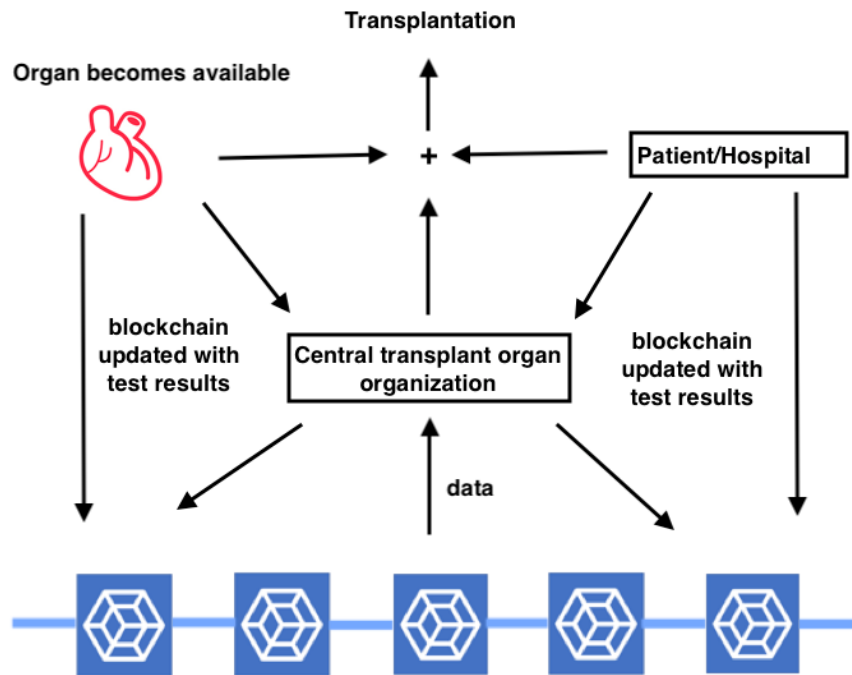 Transplantation
Organ becomes available
+
Patient/Hospital
blockchain
updated with
test results
Central transplant organ
organization
blockchain
updated with
test results
data